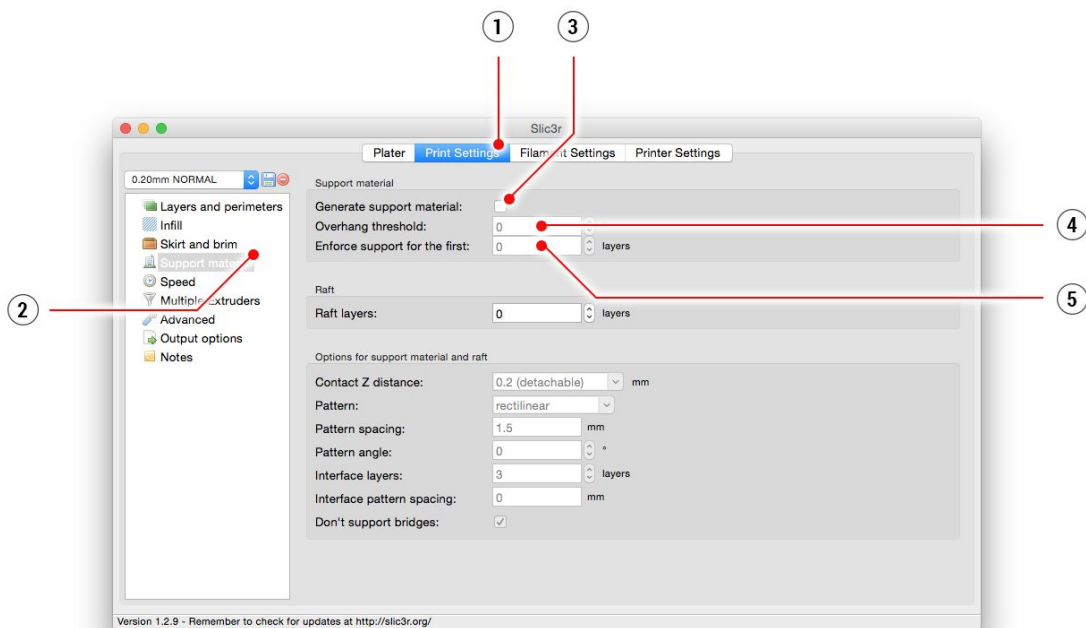 1
3
Slic3r
Plater Print Settings Filament Settings Printer Settings
0.20mm NORMAL
Layers and perimeters
Infill
Skirt and brim
Support material
Speed
Multiple Extruders
Advanced
Output options
Notes
2
Support material
Generate support material:
Overhang threshold: 0
4
Enforce support for the first: 0 layers
5
Raft
Raft layers: 0 layers
Options for support material and raft
Contact Z distance: 0.2 (detachable) mm
Pattern: rectilinear
Pattern spacing: 1.5 mm
Pattern angle: 0 °
Interface layers: 3 layers
Interface pattern spacing: 0 mm
Don't support bridges:
Version 1.2.9 - Remember to check for updates at http://slic3r.org/